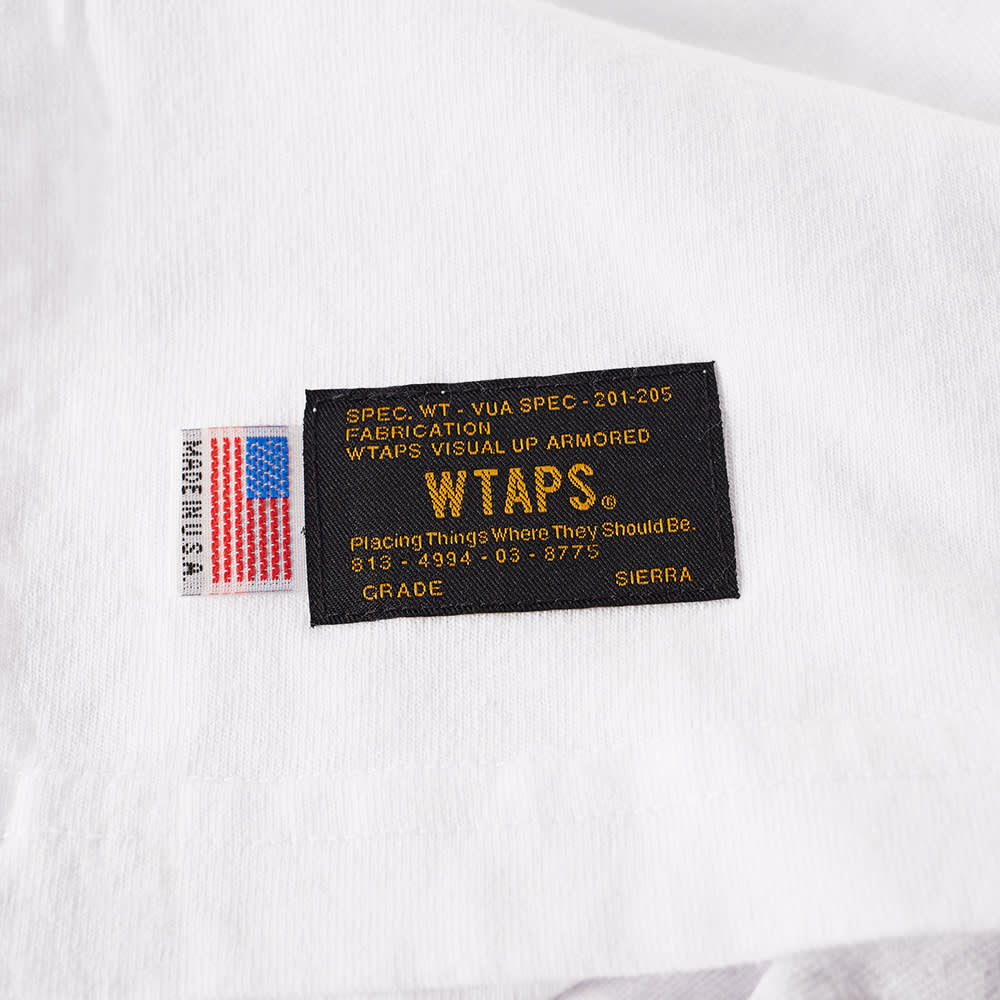 MADE IN U.S.A.
SPEC. WT - VUA SPEC - 201-205
FABRICATION
WTAPS VISUAL UP ARMORED
WTAPS®
Placing Things Where They Should Be.
813 - 4994 - 03 - 8775
GRADE SIERRA